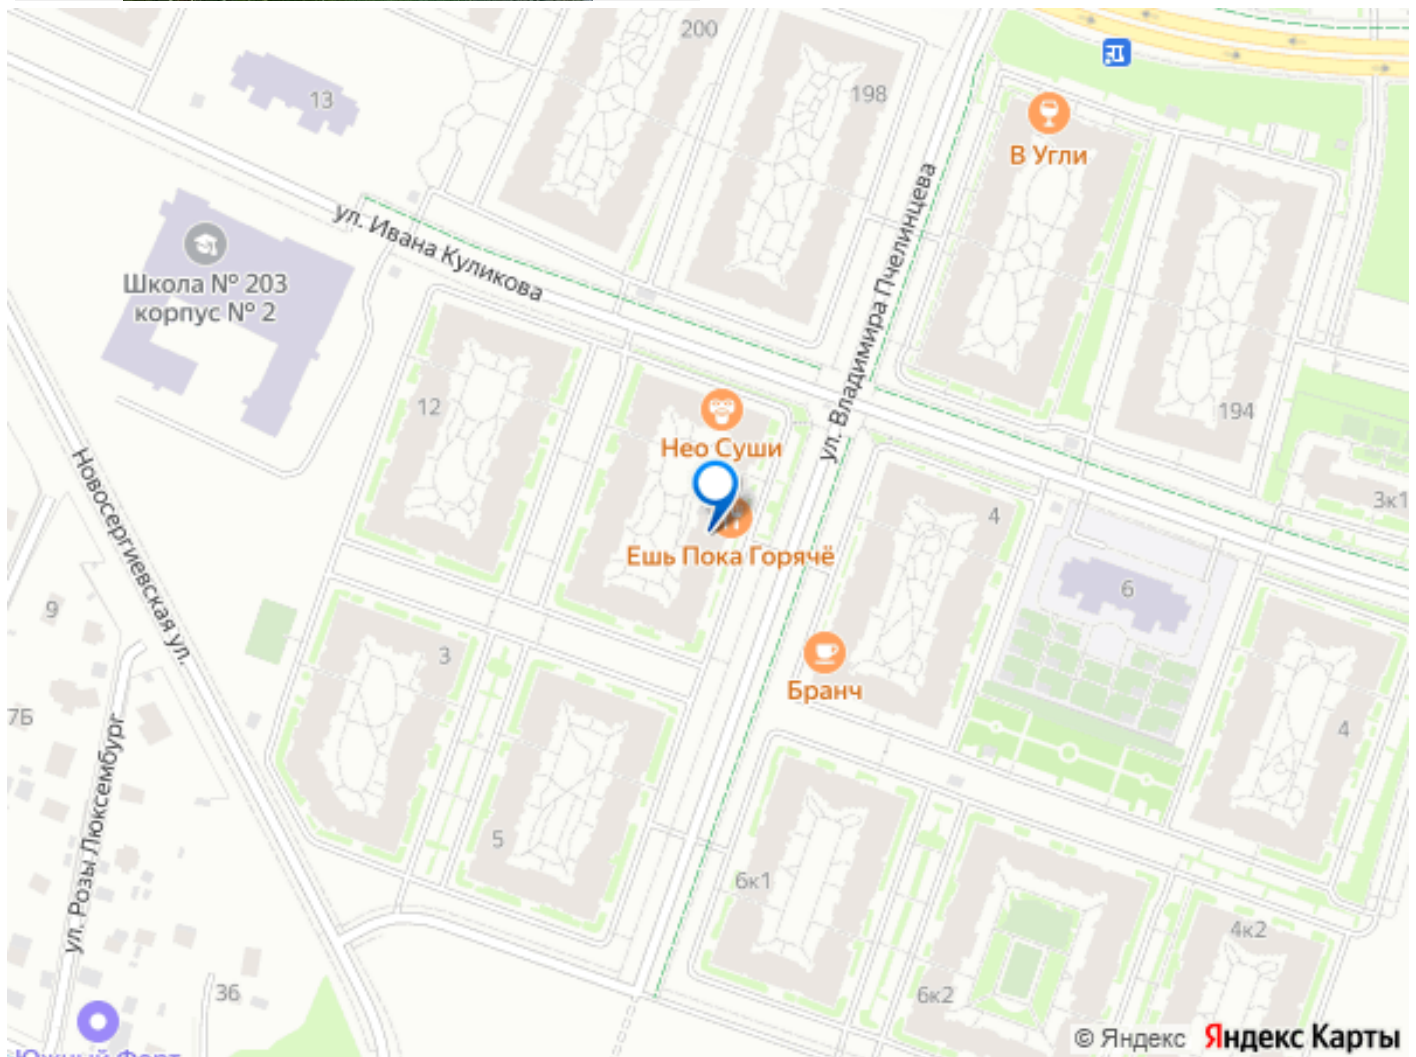 200
13
198
В Угли
ул. Владимира Пчелинцева
ул. Ивана Куликова
Школа № 203
корпус № 2
12
194
Нео Суши
Новосергиевская ул.
3к1
4
Ешь Пока Горячё
6
9
3
Бранч
7Б
4
ул. Розы Люксембург
5
6к1
4к2
36
6к2
© Яндекс Яндекс Карты
Южный Форт